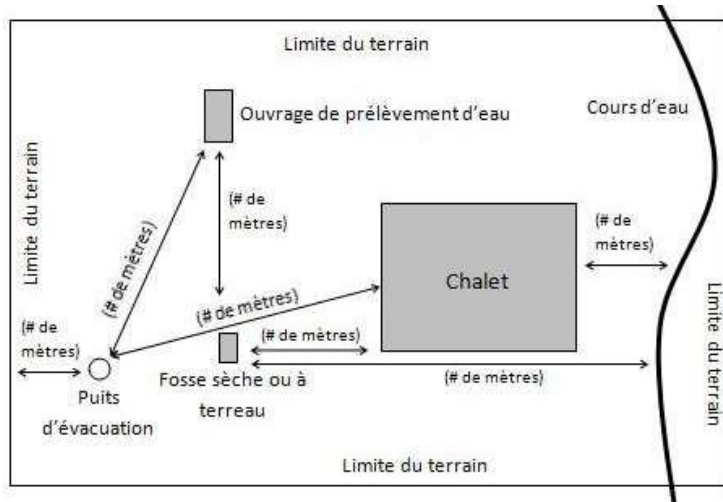 Limite du terrain
Ouvrage de prélèvement d'eau
Cours d'eau
Limite du terrain
(# de
mètres)
(# de mètres)
(# de
mètres)
Chalet
(# de mètres)
Limite du terrain
(# de
mètres)
(# de mètres)
(# de mètres)
Puits
d'évacuation
Fosse sèche ou à
terreau
Limite du terrain